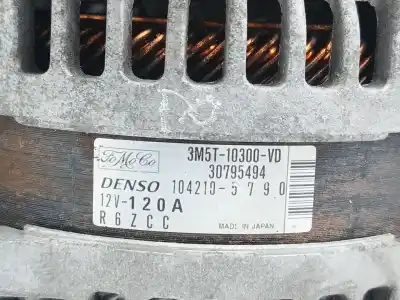 FoMoCo 3M5T-10300-VD
30795494
DENSO 104210-5790
12V-120A
R6ZCC MADE IN JAPAN